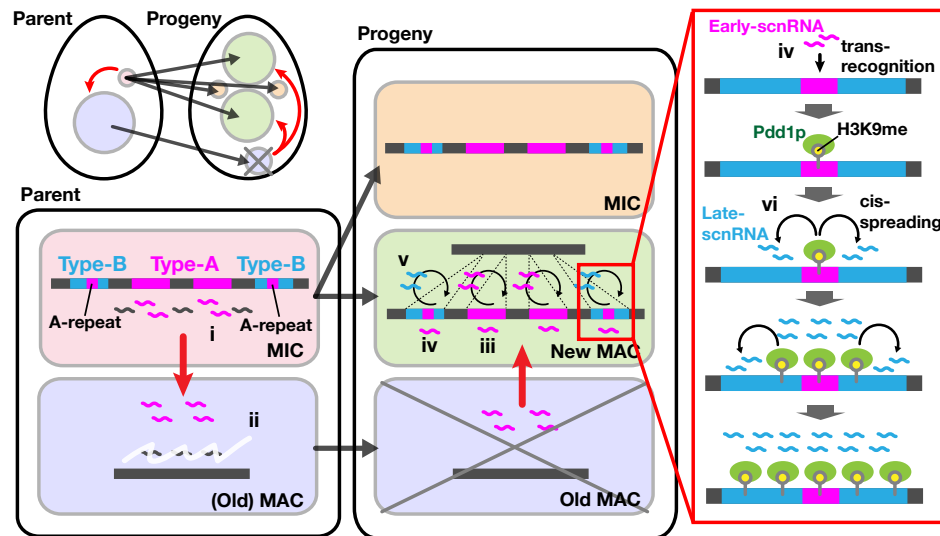 Parent
Progeny
Parent
Type-B
Type-A
Type-B
A-repeat
A-repeat
i
MIC
ii
(Old) MAC
Progeny
MIC
v
iv
iii
New MAC
Old MAC
Early-scnRNA
iv
trans-
recognition
Pdd1p
H3K9me
Late-
scnRNA
vi
cis-
spreading